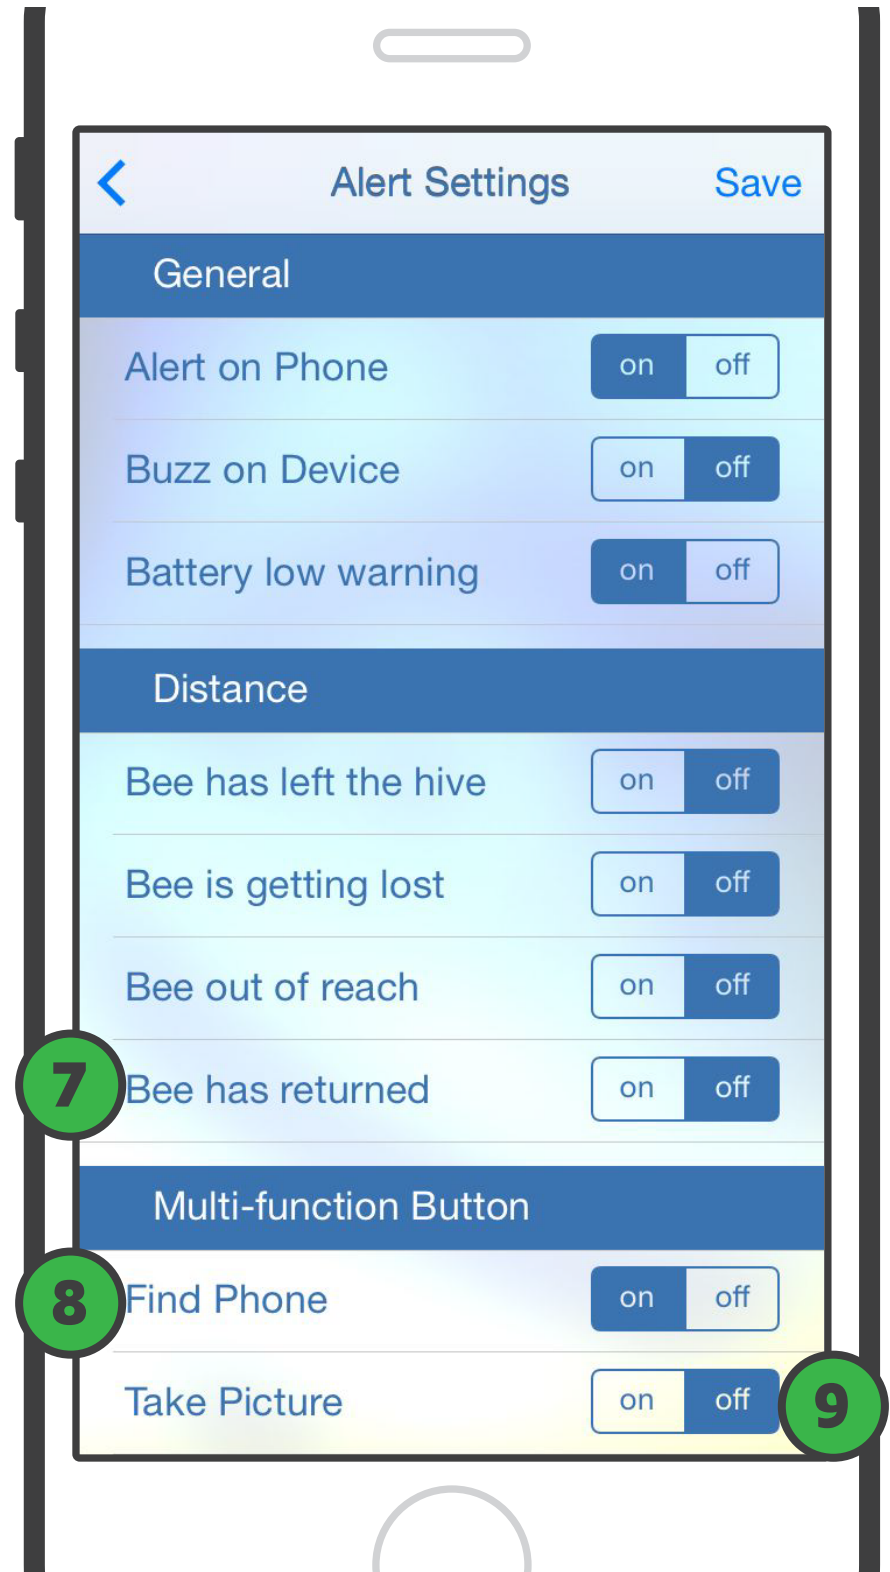 Alert Settings Save
General
Alert on Phone on off
Buzz on Device on off
Battery low warning on off
Distance
Bee has left the hive on off
Bee is getting lost on off
Bee out of reach on off
7 Bee has returned on off
Multi-function Button
8 Find Phone on off
Take Picture on off 9